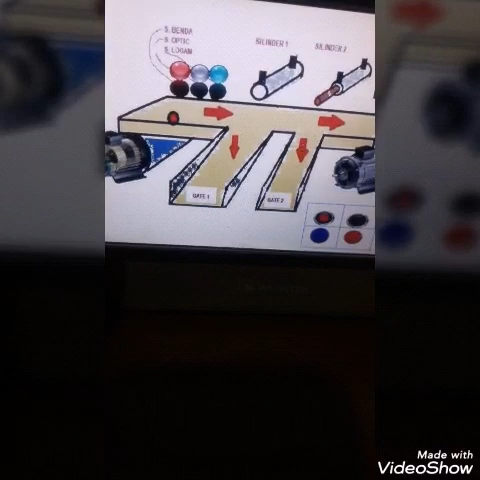 S. BENDA
S. OPTIC
S. LOGAM
SILINDER 1
SILINDER 2
GATE 1
GATE 2
Made with
VideoShow